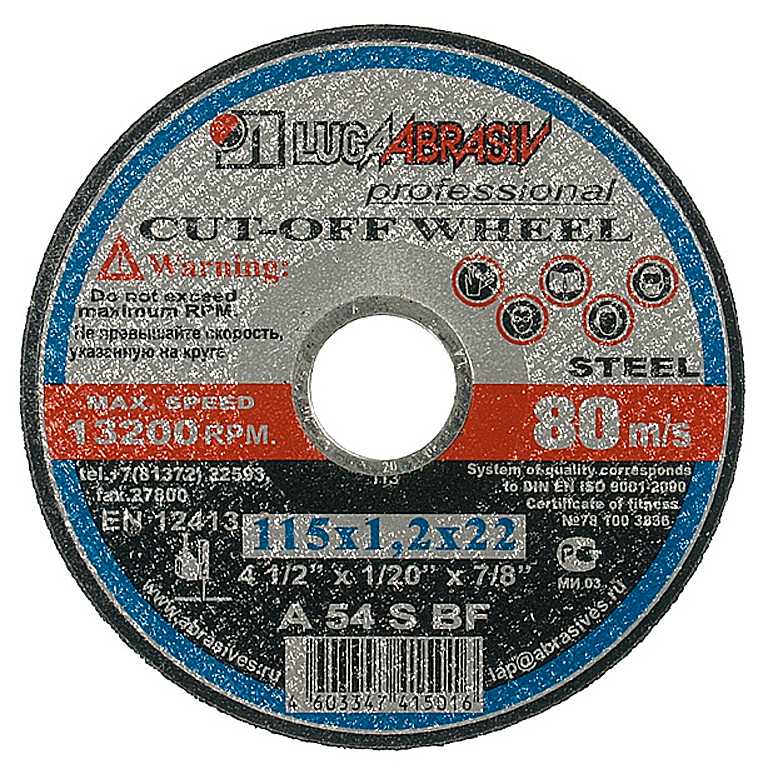 LUGAABRASIV
professional
CUT-OFF WHEEL
Warning:
Do not exceed
maximum RPM.
Не превышайте скорость,
указанную на круге
STEEL
MAX. SPEED
13200 RPM.
80 m/s
tel.+7(81372) 22593,
fax.27800
EN 12413
System of quality corresponds
to DIN EN ISO 9001-2000
Certificate of fitness
№78 100 3836
115x1,2x22
4 1/2" x 1/20" x 7/8"
A 54 S BF
МИ.03
www.abrasives.ru
lap@abrasives.ru
4 603347 415016